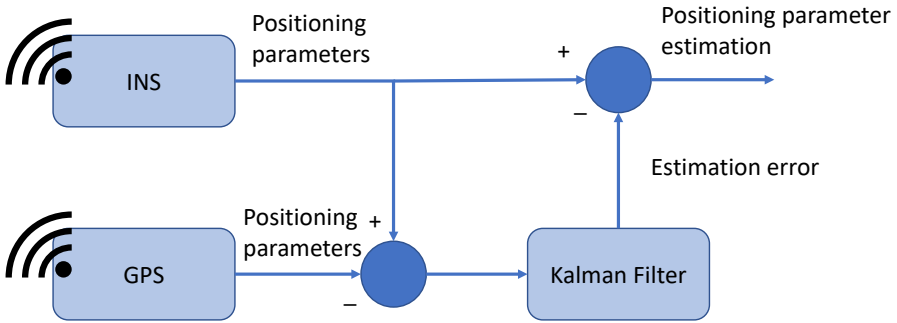 Positioning
parameters
INS
+
−
Positioning parameter
estimation
Estimation error
Positioning
parameters
+
−
GPS
Kalman Filter